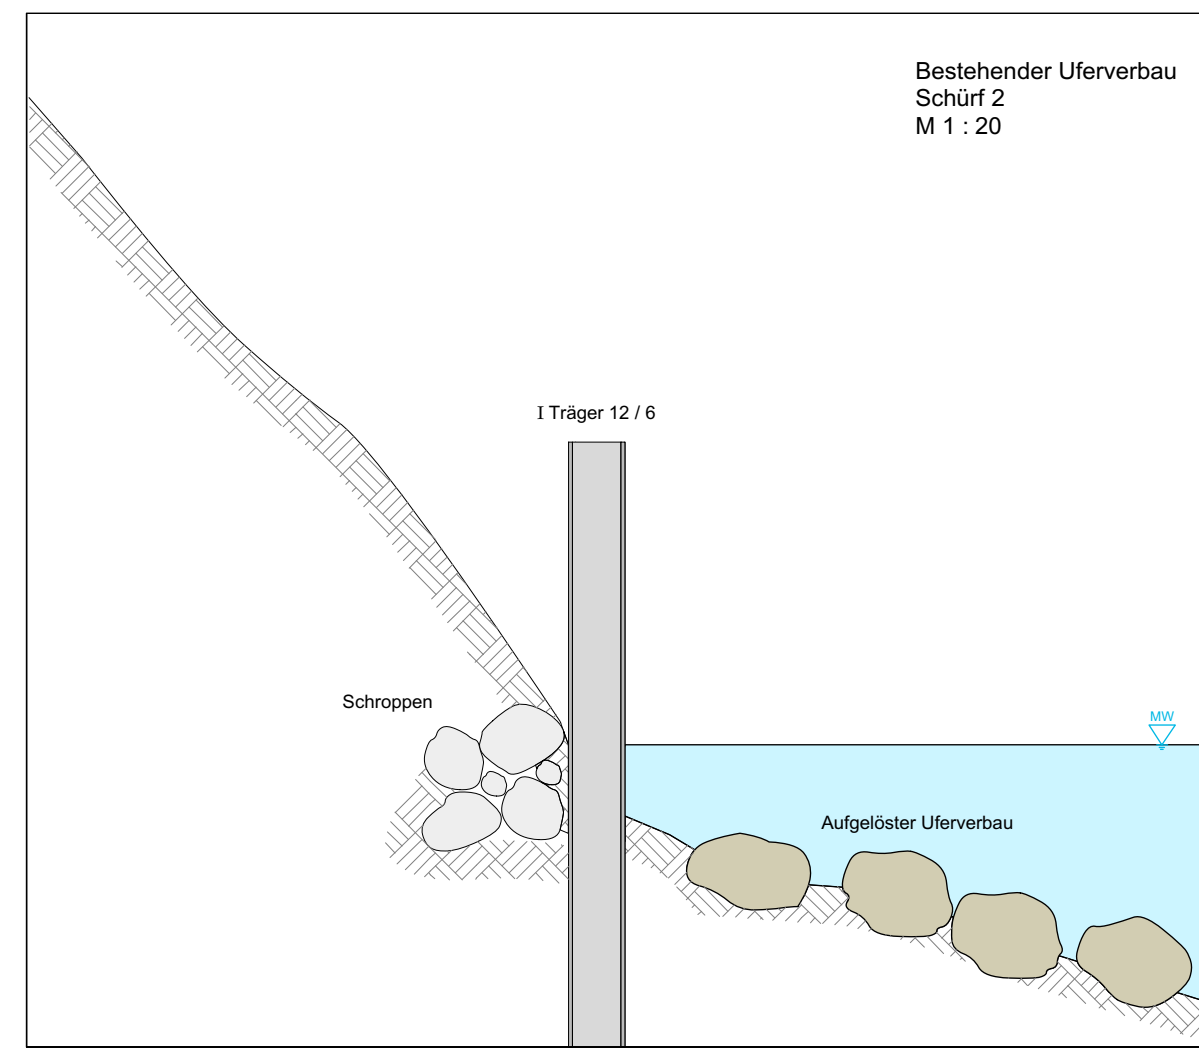 Bestehender Uferverbau
Schürf 2
M 1 : 20
I Träger 12 / 6
Schroppen
MW
Aufgelöster Uferverbau